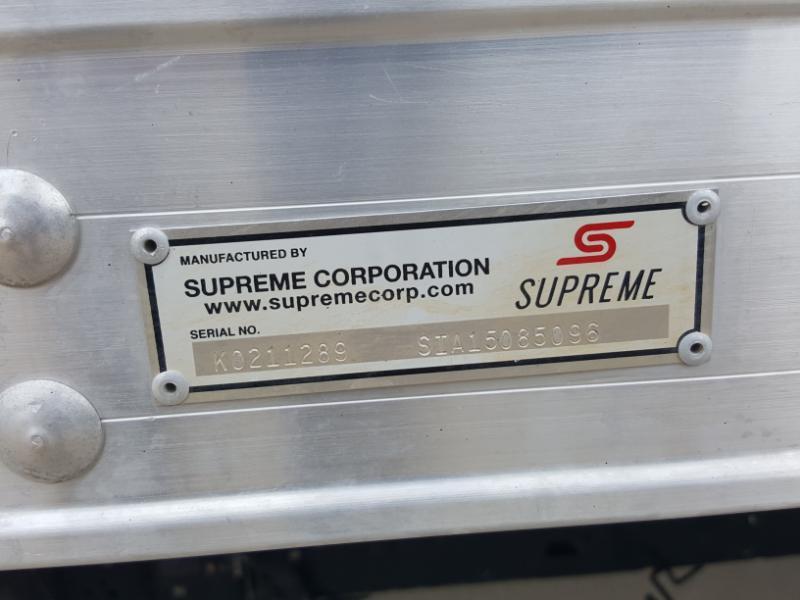 MANUFACTURED BY
SUPREME CORPORATION
www.supremecorp.com
SUPREME
SERIAL NO.
K0211289 SIA15085096